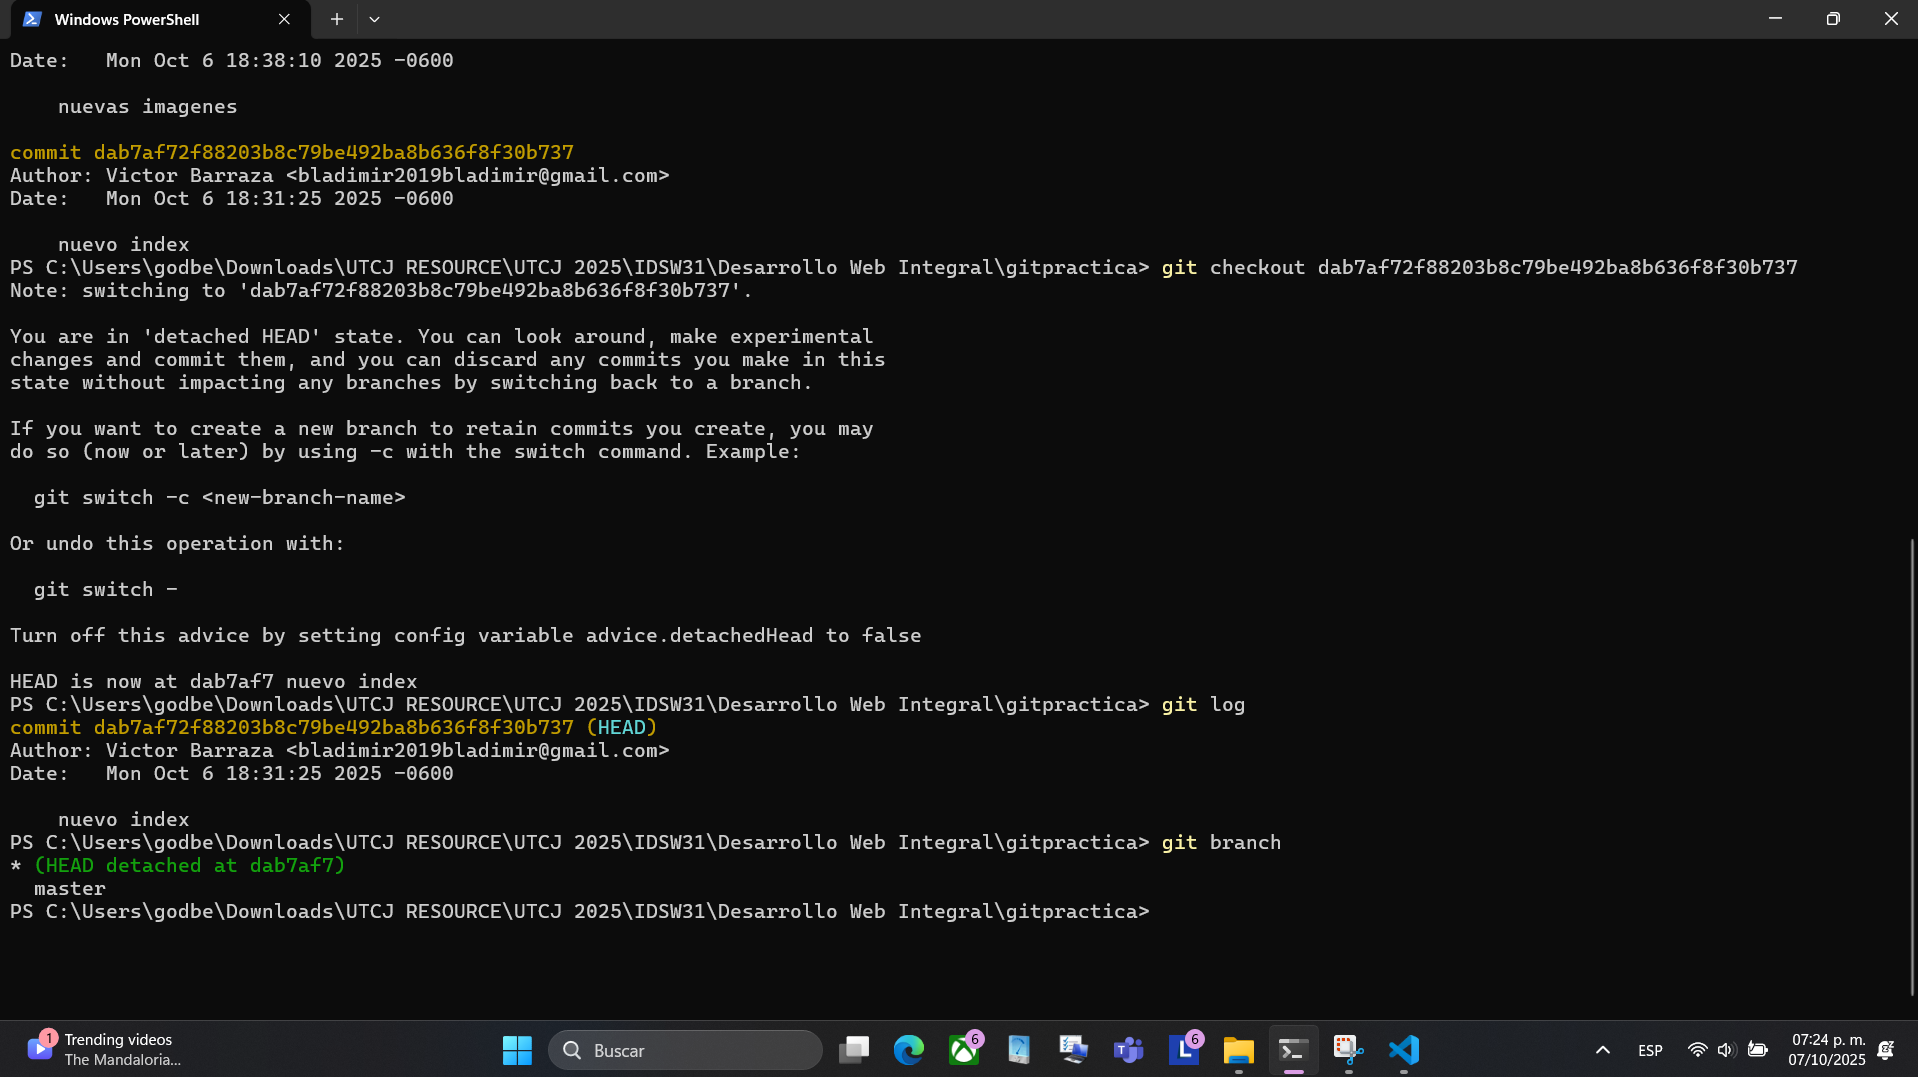 Windows PowerShell
Date:   Mon Oct 6 18:38:10 2025 -0600
    nuevas imagenes
commit dab7af72f88203b8c79be492ba8b636f8f30b737
Author: Victor Barraza <bladimir2019bladimir@gmail.com>
Date:   Mon Oct 6 18:31:25 2025 -0600
    nuevo index
PS C:\Users\godbe\Downloads\UTCJ RESOURCE\UTCJ 2025\IDSW31\Desarrollo Web Integral\gitpractica> git checkout dab7af72f88203b8c79be492ba8b636f8f30b737
Note: switching to 'dab7af72f88203b8c79be492ba8b636f8f30b737'.
You are in 'detached HEAD' state. You can look around, make experimental
changes and commit them, and you can discard any commits you make in this
state without impacting any branches by switching back to a branch.
If you want to create a new branch to retain commits you create, you may
do so (now or later) by using -c with the switch command. Example:
  git switch -c <new-branch-name>
Or undo this operation with:
  git switch -
Turn off this advice by setting config variable advice.detachedHead to false
HEAD is now at dab7af7 nuevo index
PS C:\Users\godbe\Downloads\UTCJ RESOURCE\UTCJ 2025\IDSW31\Desarrollo Web Integral\gitpractica> git log
commit dab7af72f88203b8c79be492ba8b636f8f30b737 (HEAD)
Author: Victor Barraza <bladimir2019bladimir@gmail.com>
Date:   Mon Oct 6 18:31:25 2025 -0600
    nuevo index
PS C:\Users\godbe\Downloads\UTCJ RESOURCE\UTCJ 2025\IDSW31\Desarrollo Web Integral\gitpractica> git branch
* (HEAD detached at dab7af7)
  master
PS C:\Users\godbe\Downloads\UTCJ RESOURCE\UTCJ 2025\IDSW31\Desarrollo Web Integral\gitpractica>
1
Trending videos
The Mandaloria...
Buscar
6
T
L
6
ESP
07:24 p. m.
07/10/2025